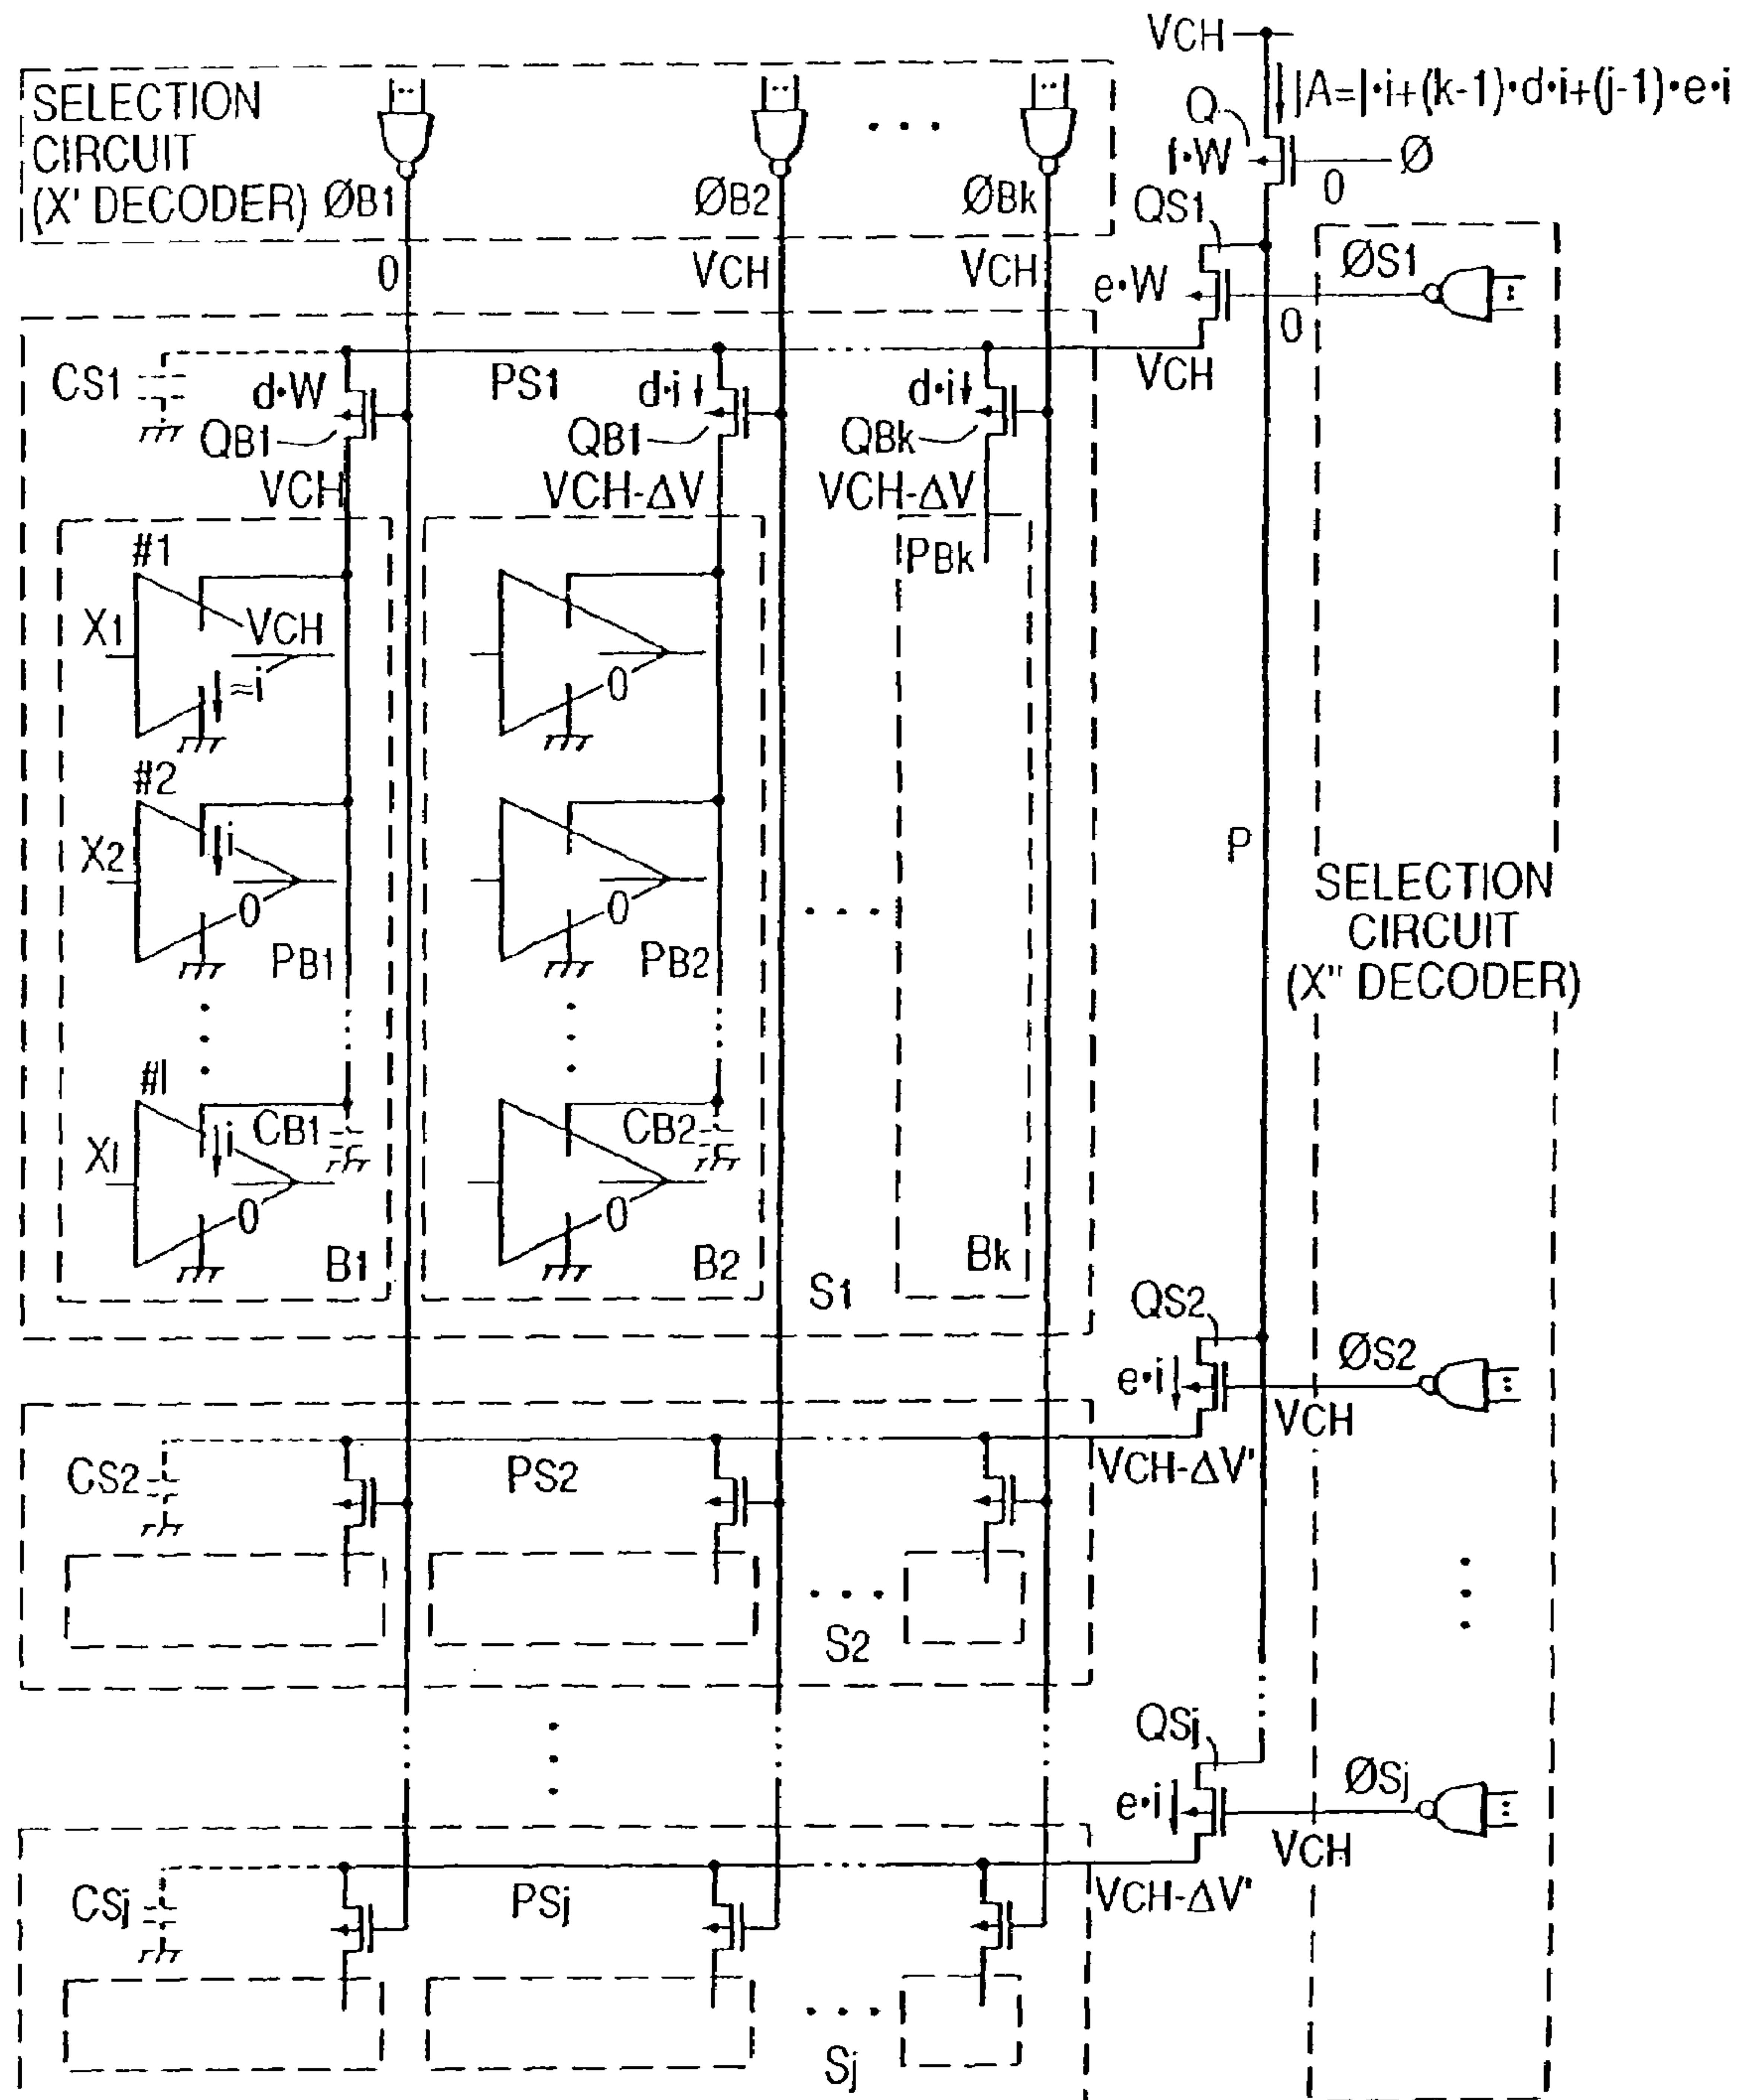 VCH
|A=|•i+(k-1)•d•i+(j-1)•e•i
SELECTION
CIRCUIT
(X' DECODER)
ØB1
ØB2
• • •
ØBk
Q
f•W
Ø
0
QS1
0
VCH
VCH
e•W
ØS1
0
CS1
d•W
PS1
d•i
d•i
VCH
QB1
QB1
QBk
VCH
VCH-ΔV
VCH-ΔV
#1
PBk
X1
VCH
≈i
0
#2
X2
i
0
0
PB1
PB2
P
SELECTION
CIRCUIT
(X" DECODER)
#l
Xl
i
CB1
CB2
0
0
B1
B2
S1
Bk
QS2
e•i
ØS2
VCH
CS2
PS2
VCH-ΔV'
S2
QSj
e•i
ØSj
VCH
CSj
PSj
VCH-ΔV'
Sj